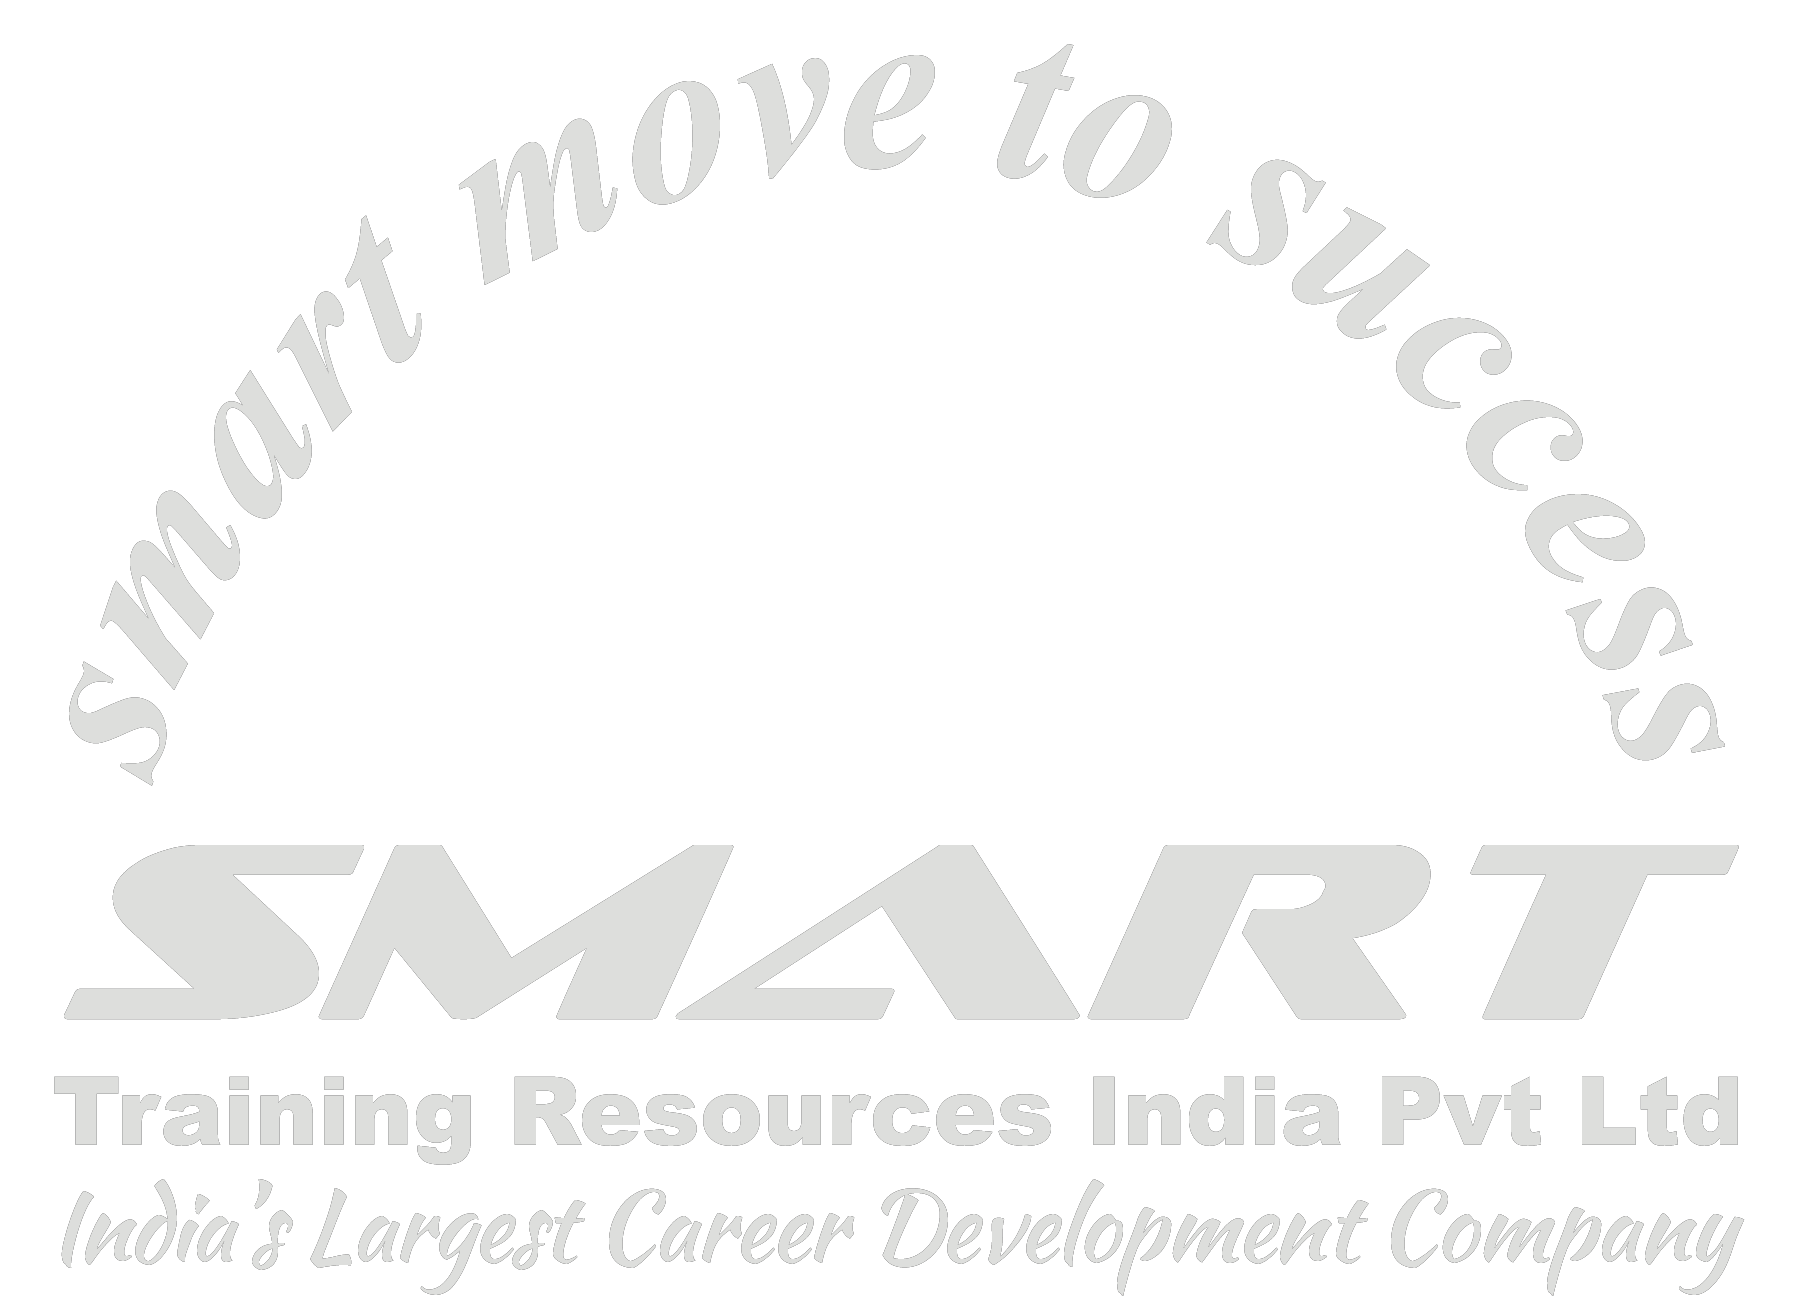 smart move to success
SMART
Training Resources India Pvt Ltd
India's Largest Career Development Company